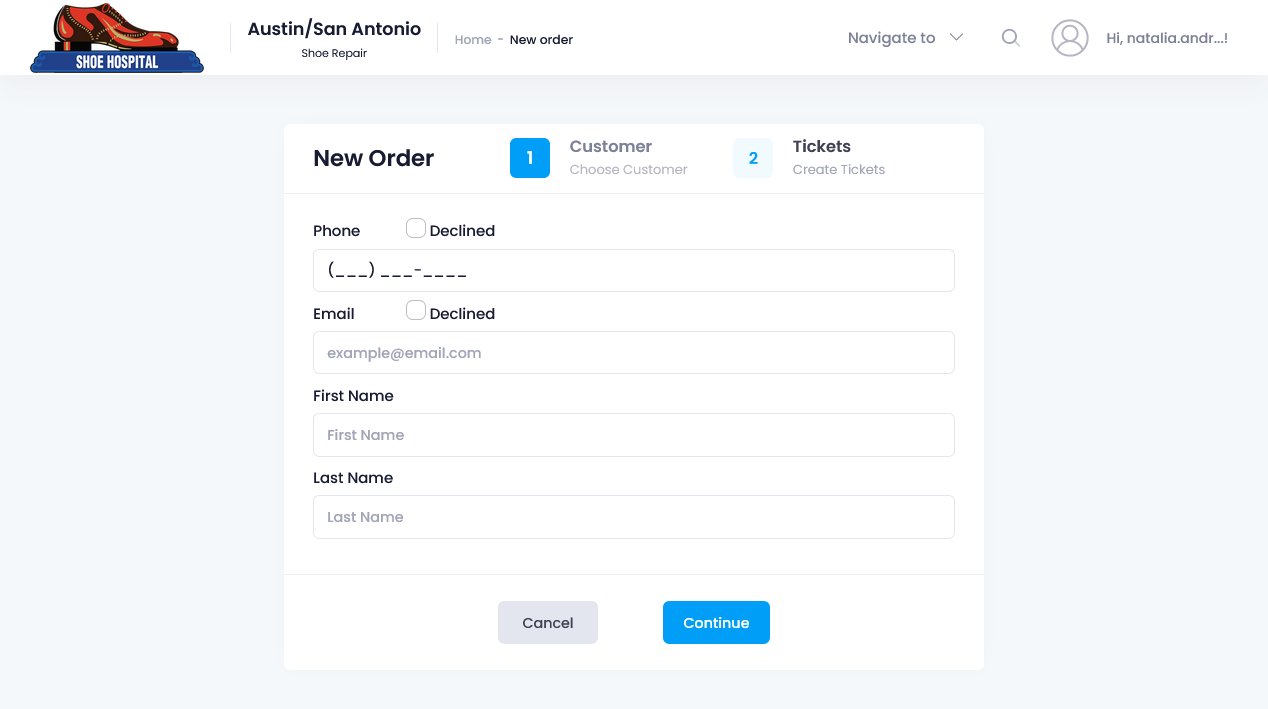 SHOE HOSPITAL
Austin/San Antonio
Shoe Repair
Home - New order
Navigate to
Hi, natalia.andr...!
New Order
1
Customer
Choose Customer
2
Tickets
Create Tickets
Phone
Declined
(___) ___-____
Email
Declined
example@email.com
First Name
First Name
Last Name
Last Name
Cancel
Continue